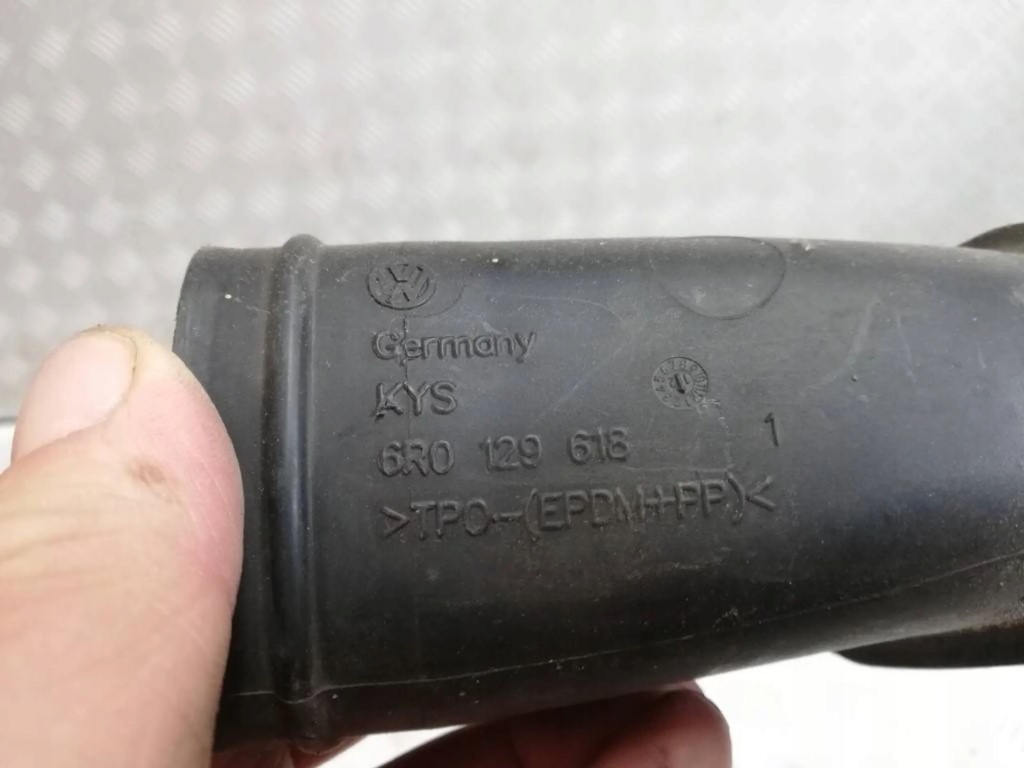 Germany
KYS
6R0 129 618 1
>TPO-(EPDM+PP)<